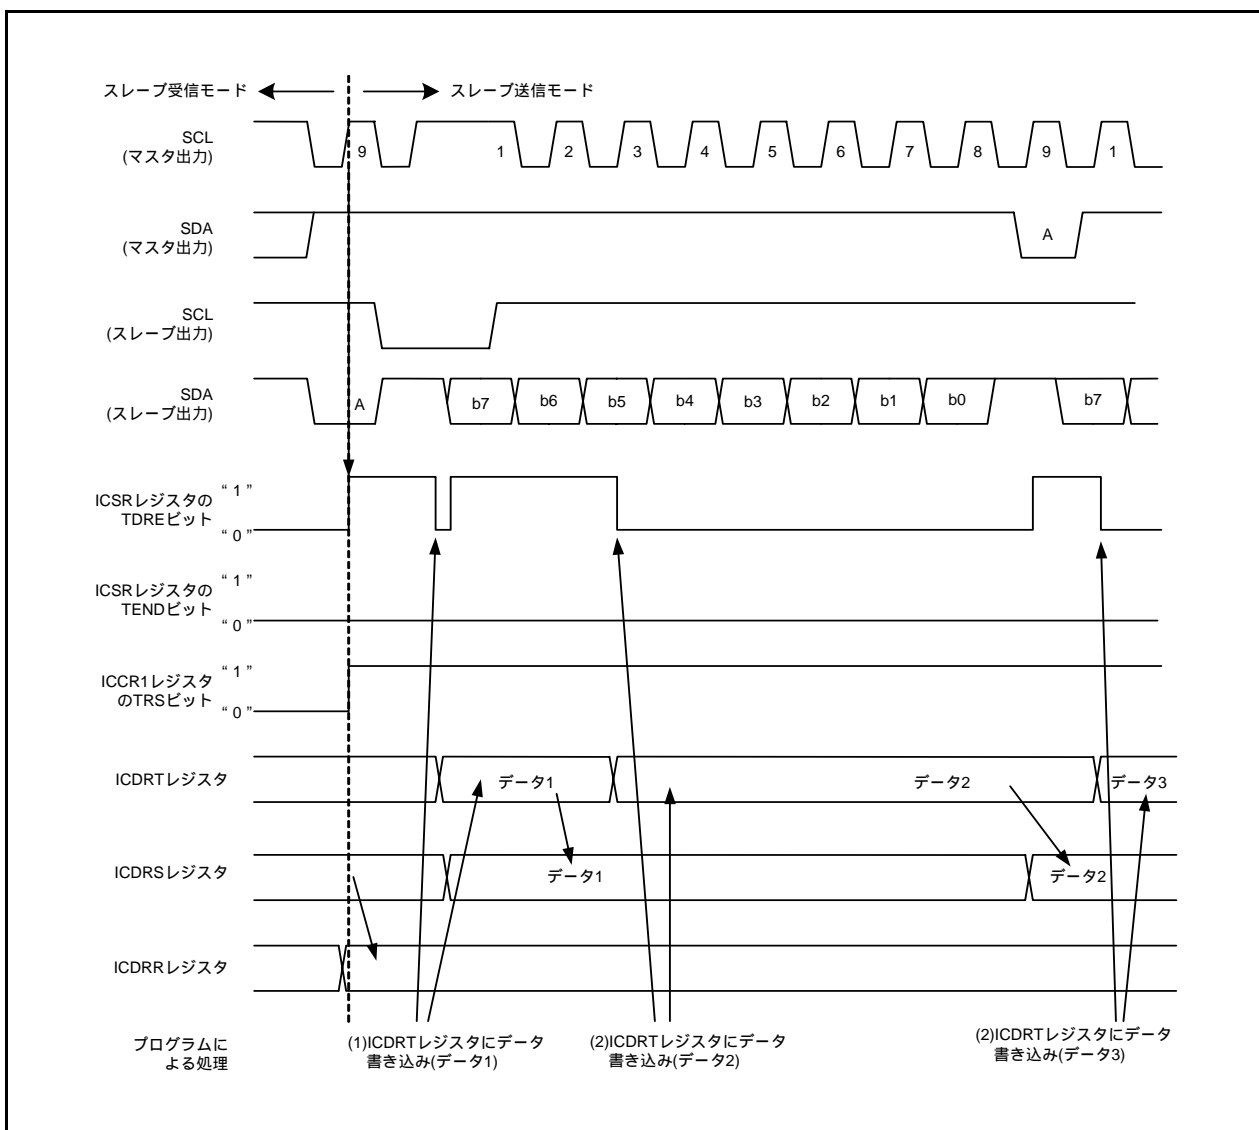 スレーブ受信モード
スレーブ送信モード
SCL
(マスタ出力)
9
1
2
3
4
5
6
7
8
9
1
SDA
(マスタ出力)
A
SCL
(スレーブ出力)
SDA
(スレーブ出力)
A
b7
b6
b5
b4
b3
b2
b1
b0
b7
ICSRレジスタの
TDREビット
“ 1 ”
“ 0 ”
ICSRレジスタの
TENDビット
“ 1 ”
“ 0 ”
ICCR1レジスタ
のTRSビット
“ 1 ”
“ 0 ”
ICDRTレジスタ
データ1
データ2
データ3
ICDRSレジスタ
データ1
データ2
ICDRRレジスタ
プログラムに
よる処理
(1)ICDRTレジスタにデータ
書き込み(データ1)
(2)ICDRTレジスタにデータ
書き込み(データ2)
(2)ICDRTレジスタにデータ
書き込み(データ3)